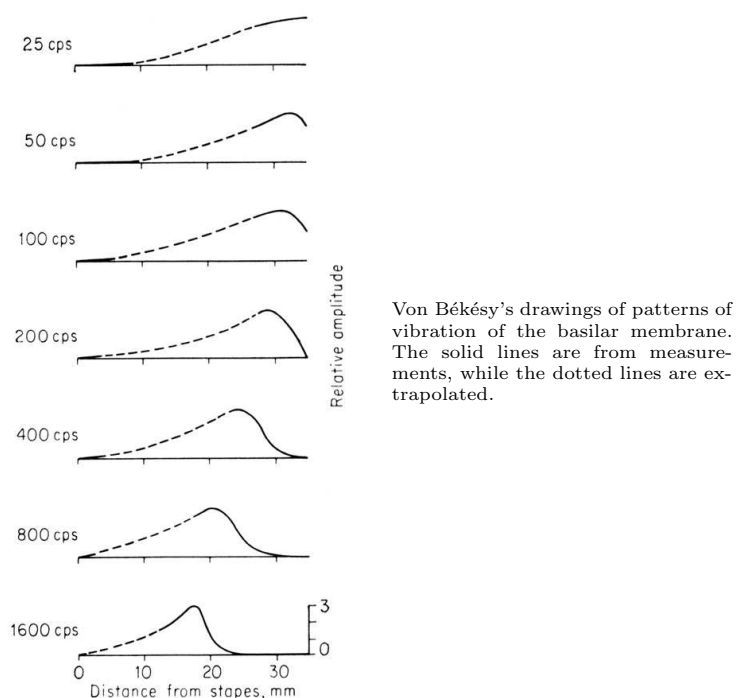 25 cps
50 cps
100 cps
200 cps
400 cps
800 cps
1600 cps
3
0
0 10 20 30
Distance from stapes, mm
Relative amplitude
Von Békésy's drawings of patterns of
vibration of the basilar membrane.
The solid lines are from measure-
ments, while the dotted lines are ex-
trapolated.